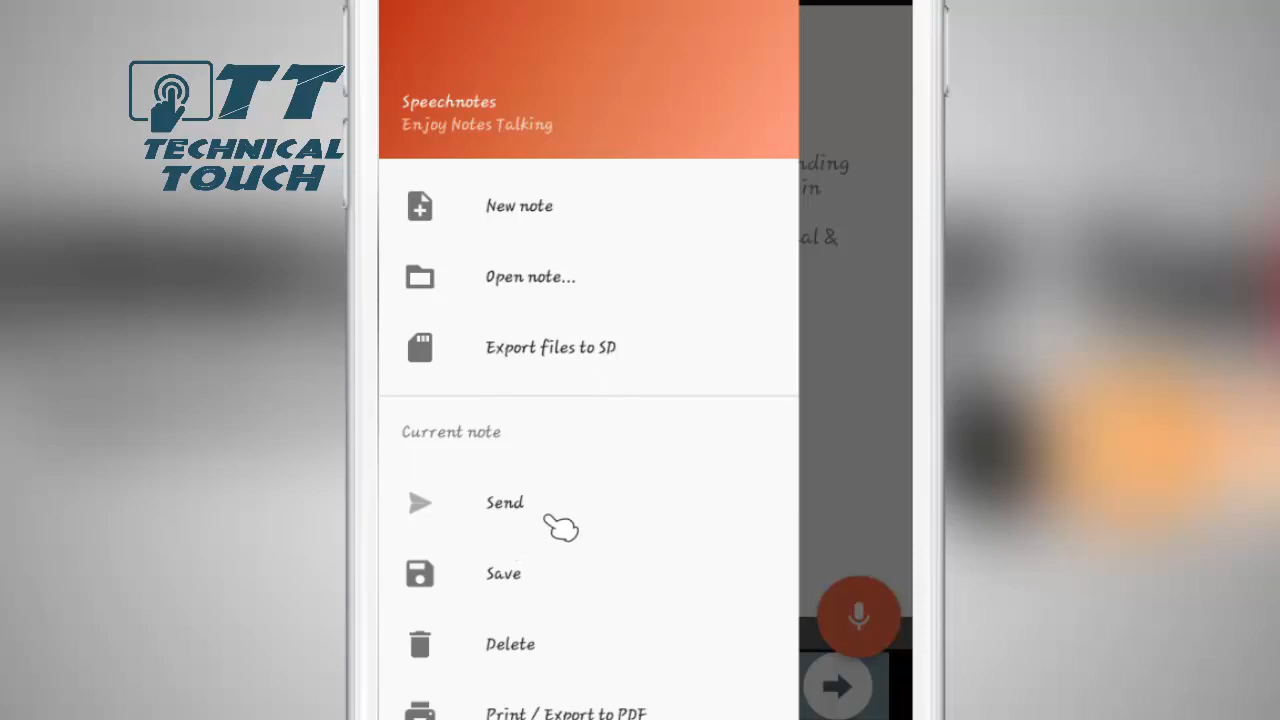 TT
TECHNICAL
TOUCH
Speechnotes
Enjoy Notes Talking
New note
Open note...
Export files to SD
Current note
Send
Save
Delete
Print / Export to PDF
in
&